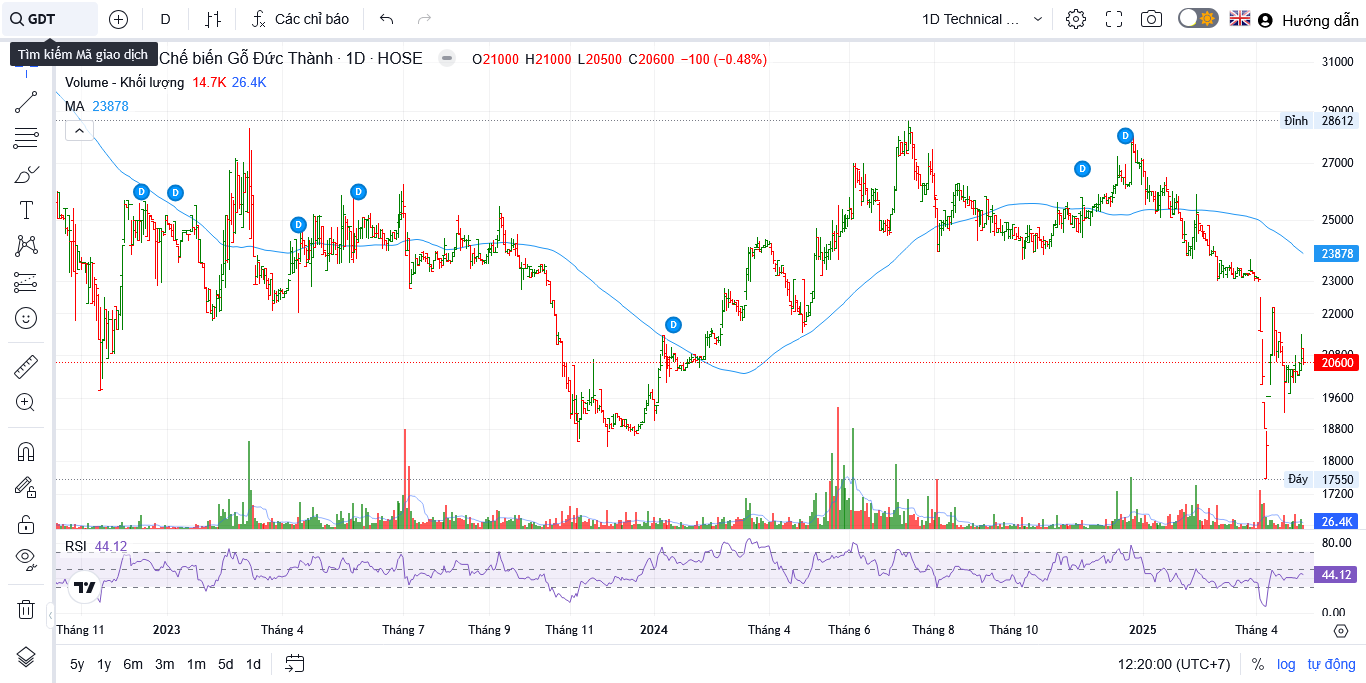 GDT
D
Các chỉ báo
1D Technical ...
Hướng dẫn
Tìm kiếm Mã giao dịch
Chế biến Gỗ Đức Thành · 1D · HOSE
O21000 H21000 L20500 C20600 −100 (−0.48%)
Volume - Khối lượng 14.7K 26.4K
MA 23878
31000
29000
Đỉnh 28612
27000
25000
23878
23000
22000
20800
20600
19600
18800
18000
Đáy 17550
17200
26.4K
D D D D D D D
RSI 44.12
80.00
44.12
0.00
Tháng 11 2023 Tháng 4 Tháng 7 Tháng 9 Tháng 11 2024 Tháng 4 Tháng 6 Tháng 8 Tháng 10 2025 Tháng 4
5y 1y 6m 3m 1m 5d 1d
12:20:00 (UTC+7) % log tự động